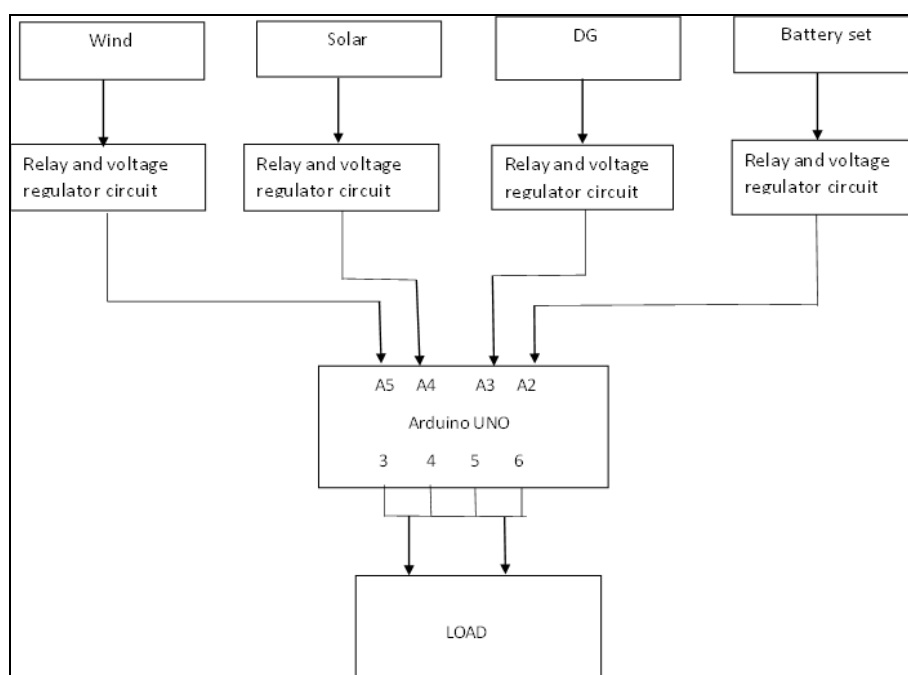 Wind
Solar
DG
Battery set
Relay and voltage
regulator circuit
Relay and voltage
regulator circuit
Relay and voltage
regulator circuit
Relay and voltage
regulator circuit
A5 A4 A3 A2
Arduino UNO
3 4 5 6
LOAD